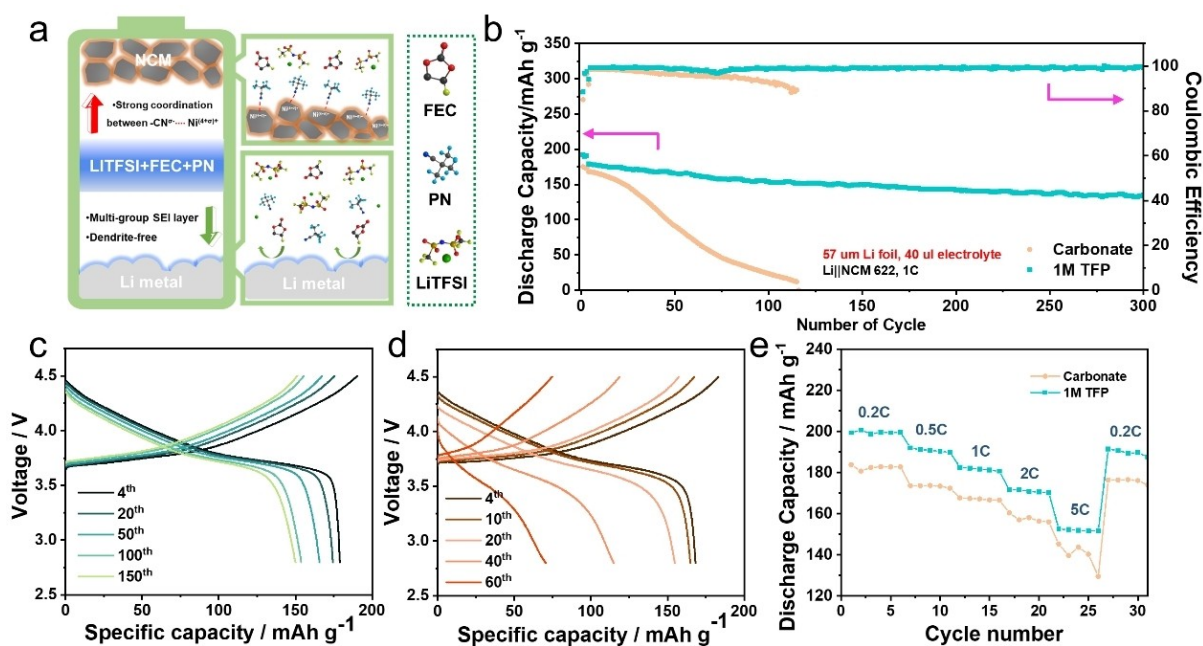 a
NCM
•Strong coordination
between -CNσ-····· Ni(4+σ)+
LITFSI+FEC+PN
•Multi-group SEI layer
•Dendrite-free
Li metal
Li metal
FEC
PN
LiTFSI
b
Discharge Capacity/mAh g-1
350
300
250
200
150
100
50
0
0
50
100
150
200
250
300
Number of Cycle
100
80
60
40
20
0
Coulombic Efficiency
57 um Li foil, 40 ul electrolyte
Li||NCM 622, 1C
Carbonate
1M TFP
c
Voltage / V
4.5
4.0
3.5
3.0
2.5
4th
20th
50th
100th
150th
0
50
100
150
200
Specific capacity / mAh g-1
d
Voltage / V
4.5
4.0
3.5
3.0
2.5
4th
10th
20th
40th
60th
0
50
100
150
200
Specific capacity / mAh g-1
e
Discharge Capacity / mAh g-1
240
220
200
180
160
140
120
Carbonate
1M TFP
0.2C
0.5C
1C
2C
5C
0.2C
0
5
10
15
20
25
30
Cycle number